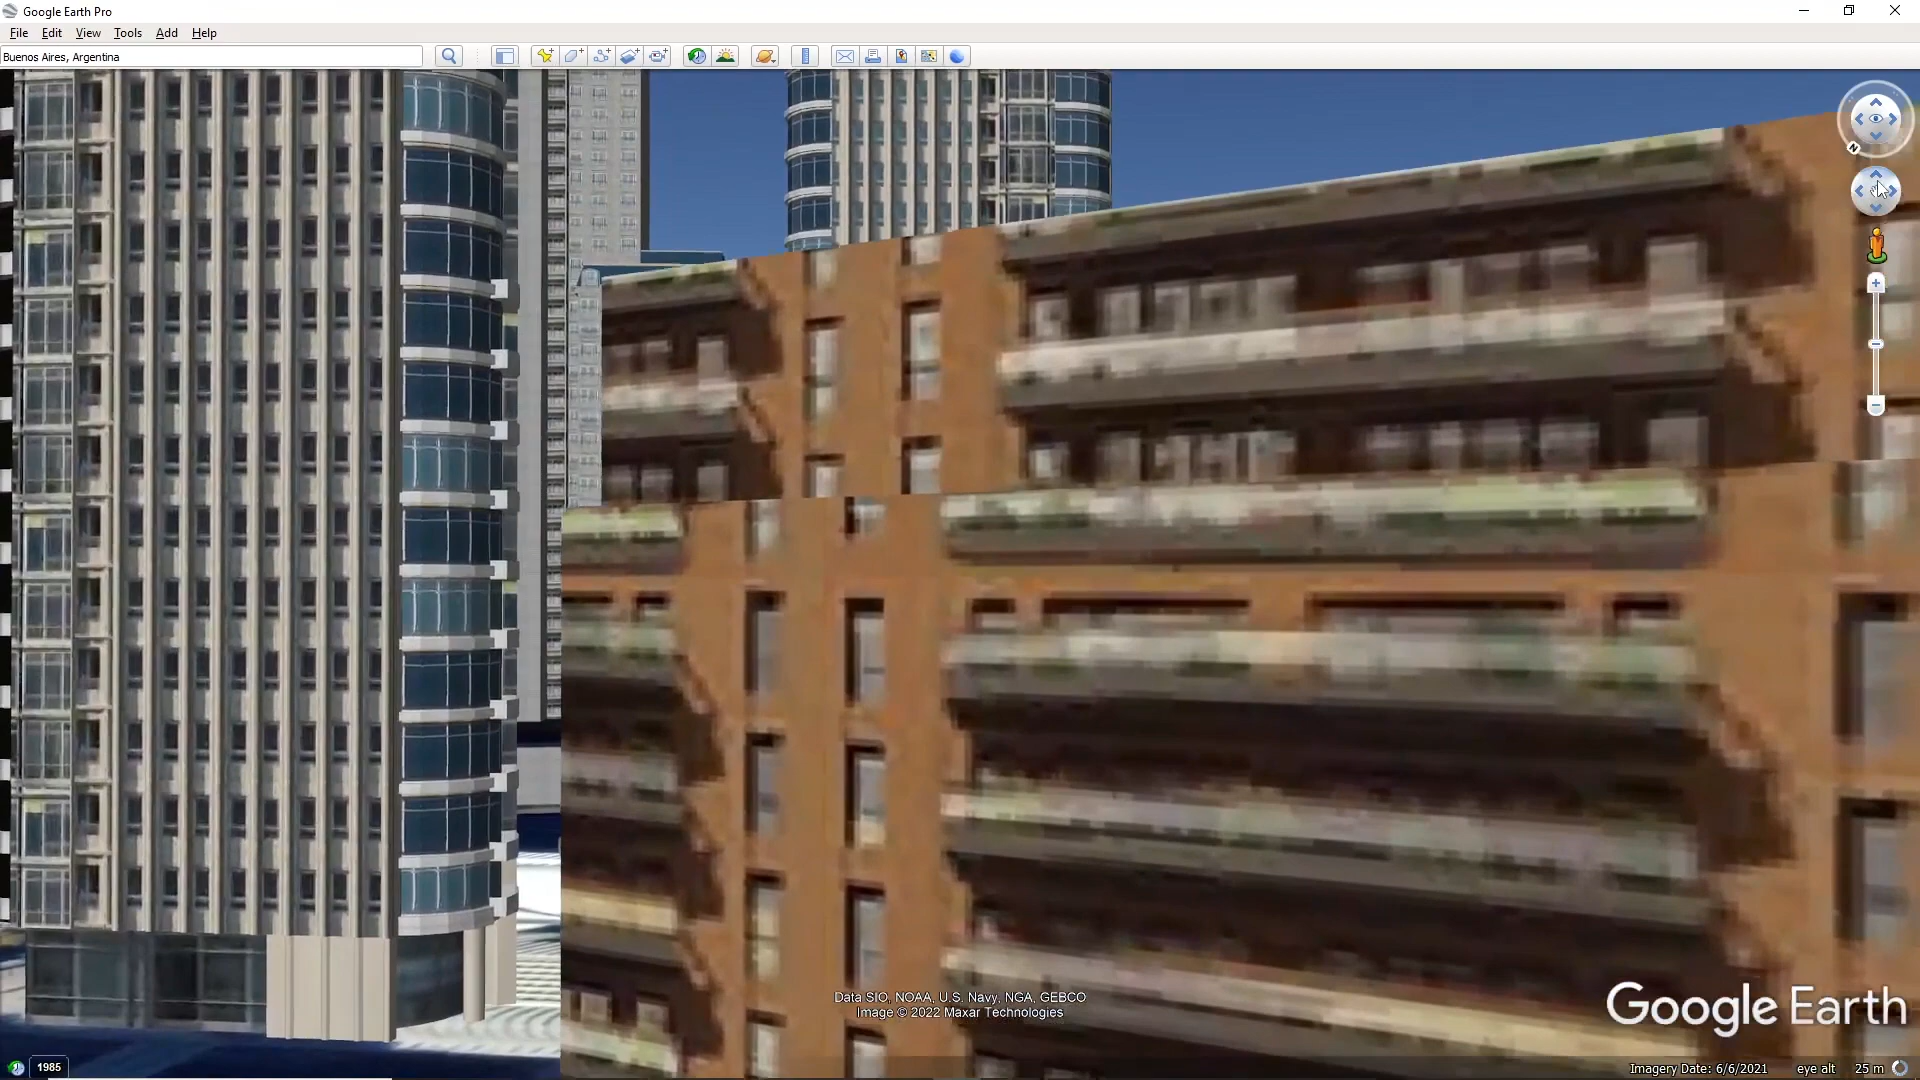 Google Earth Pro
File Edit View Tools Add Help
Buenos Aires, Argentina
N
Data SIO, NOAA, U.S. Navy, NGA, GEBCO
Image © 2022 Maxar Technologies
Google Earth
1985
Imagery Date: 6/6/2021 eye alt 25 m